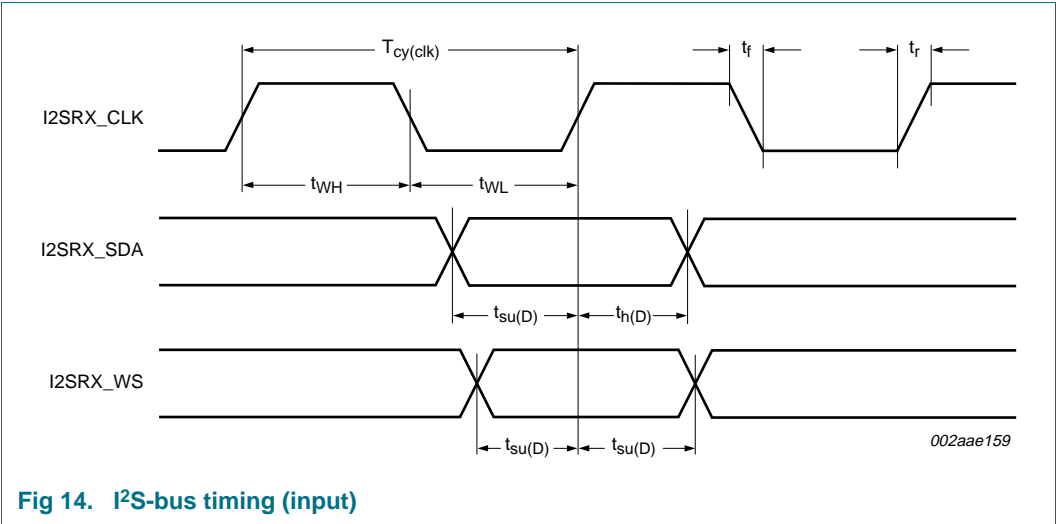 T_cy(clk)
t_f
t_r
I2SRX_CLK
t_WH
t_WL
I2SRX_SDA
t_su(D)
t_h(D)
I2SRX_WS
t_su(D)
t_su(D)
002aae159
Fig 14. I²S-bus timing (input)